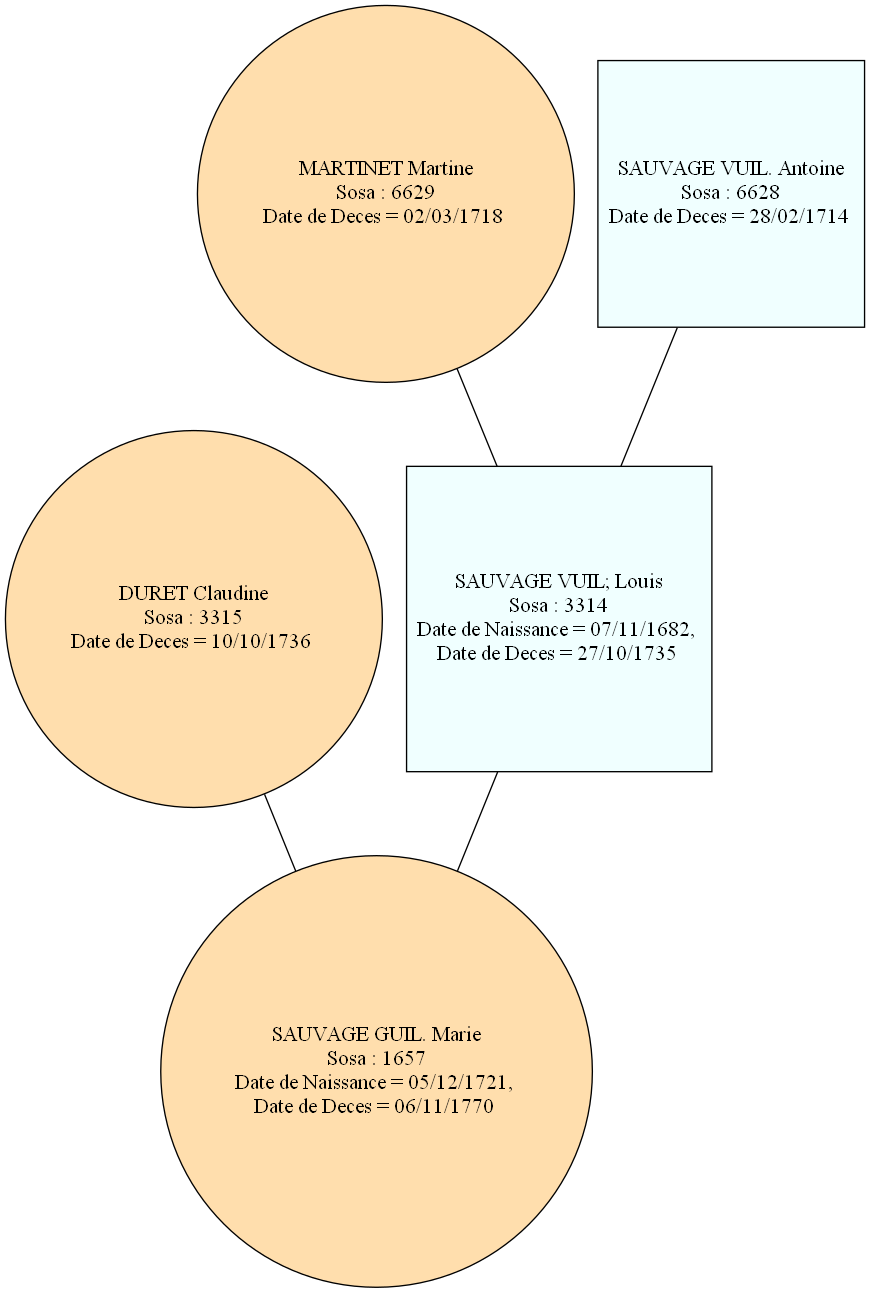 MARTINET Martine
Sosa : 6629
Date de Deces = 02/03/1718
SAUVAGE VUIL. Antoine
Sosa : 6628
Date de Deces = 28/02/1714
DURET Claudine
Sosa : 3315
Date de Deces = 10/10/1736
SAUVAGE VUIL; Louis
Sosa : 3314
Date de Naissance = 07/11/1682,
Date de Deces = 27/10/1735
SAUVAGE GUIL. Marie
Sosa : 1657
Date de Naissance = 05/12/1721,
Date de Deces = 06/11/1770